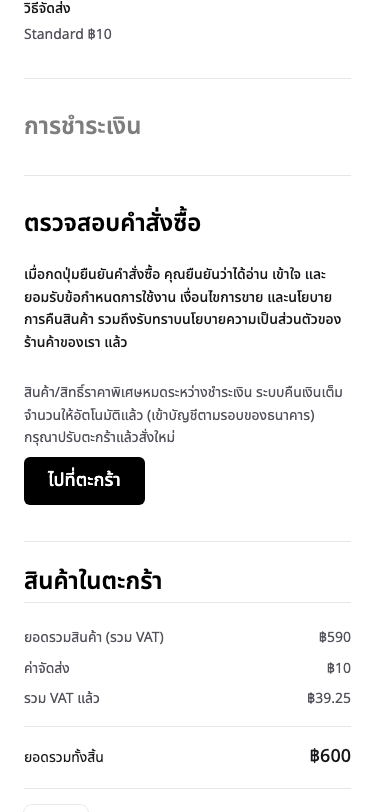 วิธีจัดส่ง
Standard ฿10
การชำระเงิน
ตรวจสอบคำสั่งซื้อ
เมื่อกดปุ่มยืนยันคำสั่งซื้อ คุณยืนยันว่าได้อ่าน เข้าใจ และ
ยอมรับข้อกำหนดการใช้งาน เงื่อนไขการขาย และนโยบาย
การคืนสินค้า รวมถึงรับทราบนโยบายความเป็นส่วนตัวของ
ร้านค้าของเรา แล้ว
สินค้า/สิทธิ์ราคาพิเศษหมดระหว่างชำระเงิน ระบบคืนเงินเต็ม
จำนวนให้อัตโนมัติแล้ว (เข้าบัญชีตามรอบของธนาคาร)
กรุณาปรับตะกร้าแล้วสั่งใหม่
ไปที่ตะกร้า
สินค้าในตะกร้า
ยอดรวมสินค้า (รวม VAT) ฿590
ค่าจัดส่ง ฿10
รวม VAT แล้ว ฿39.25
ยอดรวมทั้งสิ้น ฿600